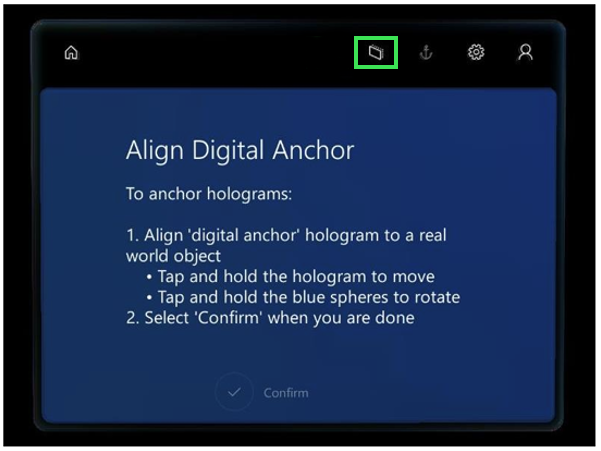 Align Digital Anchor
To anchor holograms:
1. Align 'digital anchor' hologram to a real
world object
• Tap and hold the hologram to move
• Tap and hold the blue spheres to rotate
2. Select 'Confirm' when you are done
Confirm